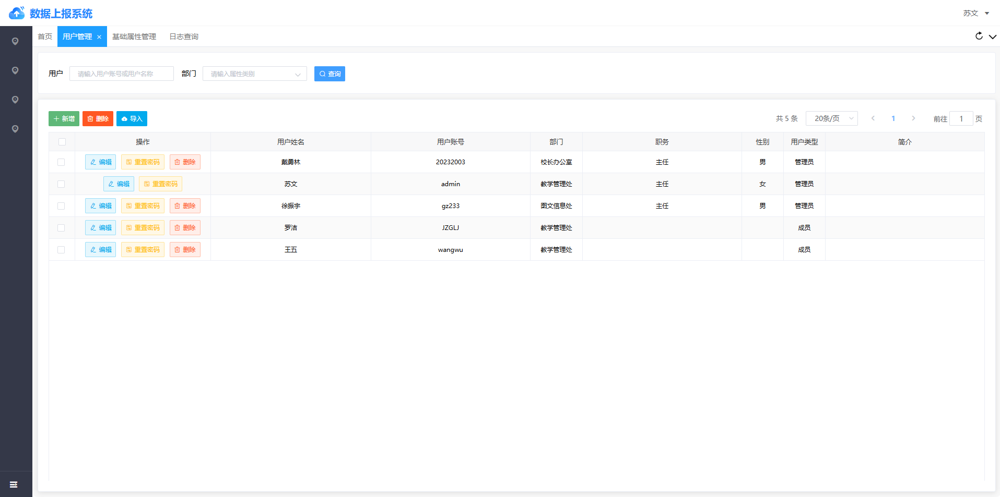 数据上报系统
苏文
首页 用户管理 基础属性管理 日志查询
用户 请输入用户账号或用户名称 部门 请输入属性类别 查询
新增 删除 导入 共 5 条 20条/页 1 前往 1 页
操作 用户姓名 用户账号 部门 职务 性别 用户类型 简介
编辑 重置密码 删除 戴勇林 20232003 校长办公室 主任 男 管理员
编辑 重置密码 苏文 admin 教学管理处 主任 女 管理员
编辑 重置密码 删除 徐振宇 gz233 图文信息处 主任 男 管理员
编辑 重置密码 删除 罗洁 JZGLJ 教学管理处 成员
编辑 重置密码 删除 王五 wangwu 教学管理处 成员